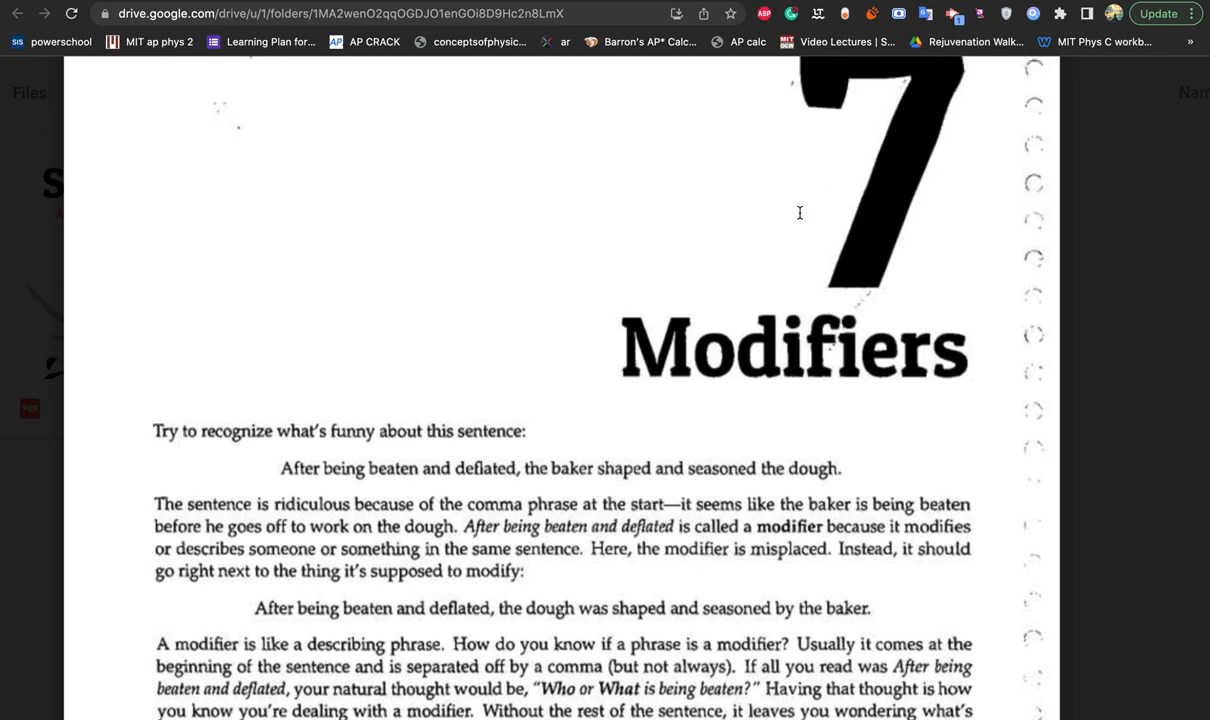 drive.google.com/drive/u/1/folders/1MA2wenO2qqOGDJO1enGOi8D9Hc2n8LmX
Update
SIS powerschool
MIT ap phys 2
Learning Plan for...
AP AP CRACK
conceptsofphysic...
ar
Barron's AP* Calc...
AP calc
Video Lectures | S...
Rejuvenation Walk...
MIT Phys C workb...
»
Files
Nam
7
Modifiers
Try to recognize what's funny about this sentence:
After being beaten and deflated, the baker shaped and seasoned the dough.
The sentence is ridiculous because of the comma phrase at the start—it seems like the baker is being beaten
before he goes off to work on the dough. After being beaten and deflated is called a modifier because it modifies
or describes someone or something in the same sentence. Here, the modifier is misplaced. Instead, it should
go right next to the thing it's supposed to modify:
After being beaten and deflated, the dough was shaped and seasoned by the baker.
A modifier is like a describing phrase. How do you know if a phrase is a modifier? Usually it comes at the
beginning of the sentence and is separated off by a comma (but not always). If all you read was After being
beaten and deflated, your natural thought would be, "Who or What is being beaten?" Having that thought is how
you know you're dealing with a modifier. Without the rest of the sentence, it leaves you wondering what's